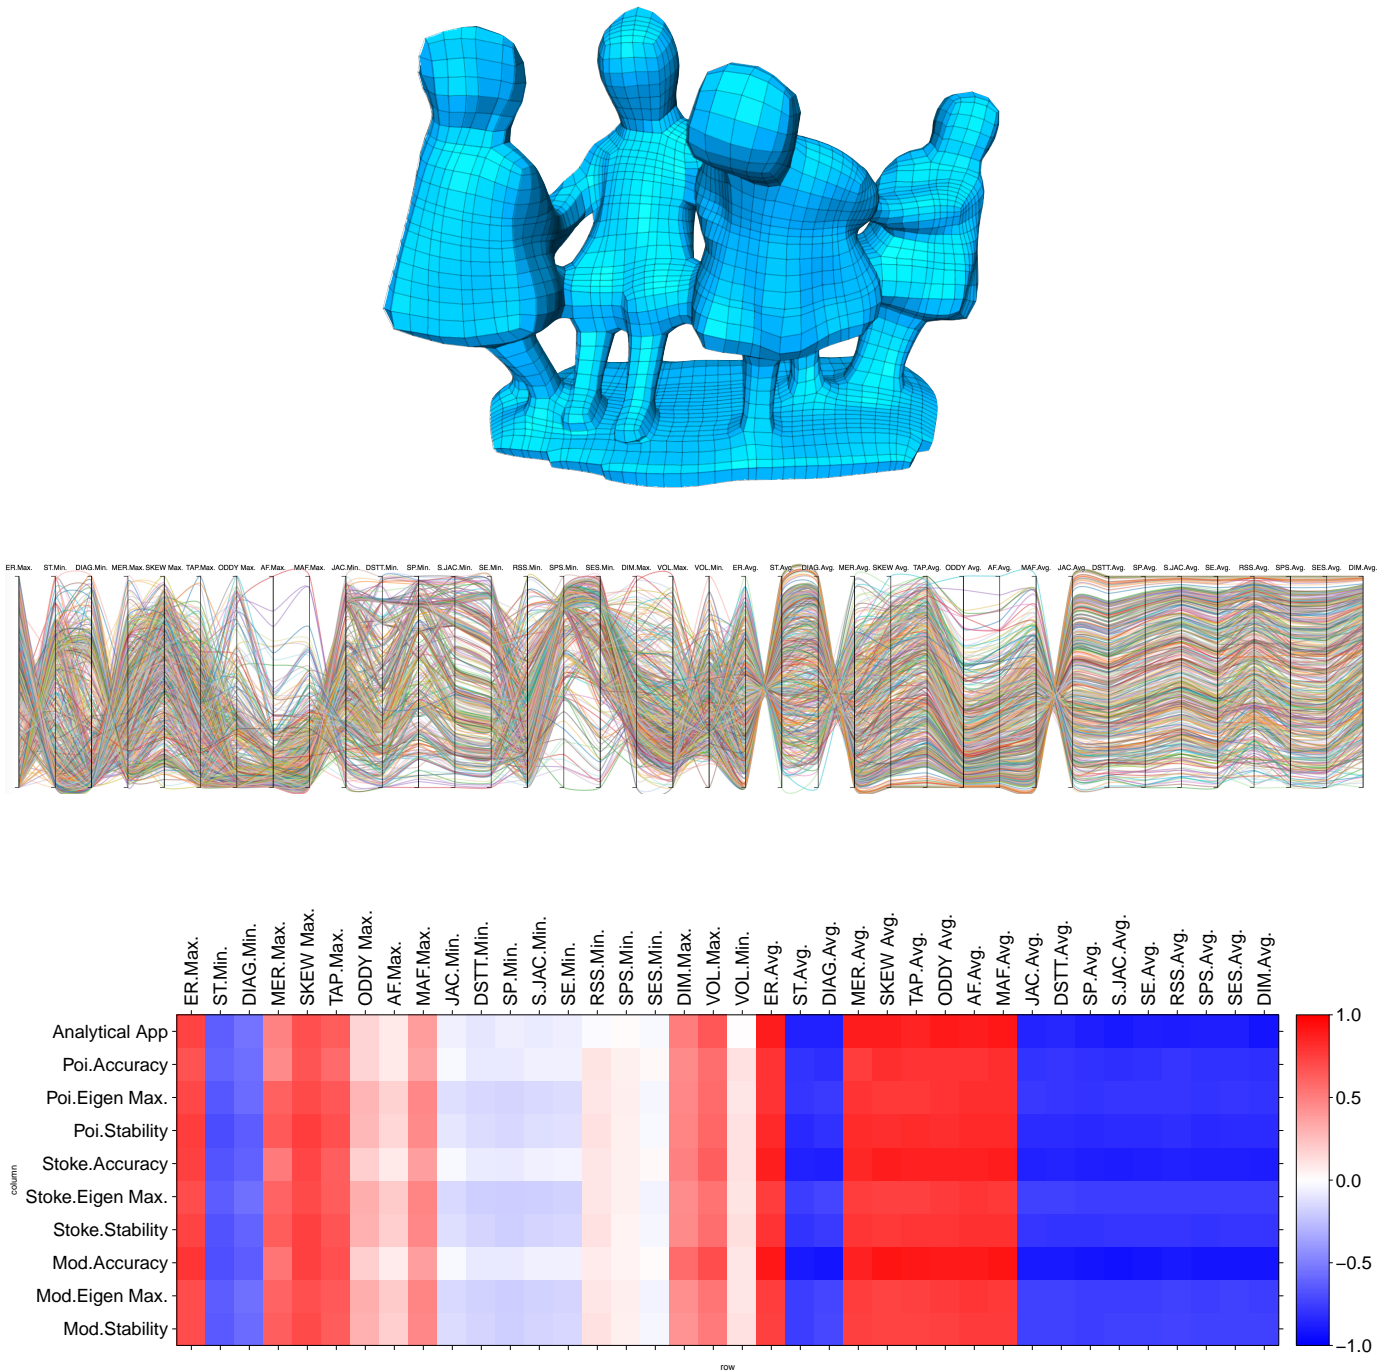 ER.Max. ST.Min. DIAG.Min. MER.Max. SKEW Max. TAP.Max. ODDY Max. AF.Max. MAF.Max. JAC.Min. DSTT.Min. SP.Min. S.JAC.Min. SE.Min. RSS.Min. SPS.Min. SES.Min. DIM.Max. VOL.Max. VOL.Min. ER.Avg. ST.Avg. DIAG.Avg. MER.Avg. SKEW Avg. TAP.Avg. ODDY Avg. AF.Avg. MAF.Avg. JAC.Avg. DSTT.Avg. SP.Avg. S.JAC.Avg. SE.Avg. RSS.Avg. SPS.Avg. SES.Avg. DIM.Avg.
ER.Max.
ST.Min.
DIAG.Min.
MER.Max.
SKEW Max.
TAP.Max.
ODDY Max.
AF.Max.
MAF.Max.
JAC.Min.
DSTT.Min.
SP.Min.
S.JAC.Min.
SE.Min.
RSS.Min.
SPS.Min.
SES.Min.
DIM.Max.
VOL.Max.
VOL.Min.
ER.Avg.
ST.Avg.
DIAG.Avg.
MER.Avg.
SKEW Avg.
TAP.Avg.
ODDY Avg.
AF.Avg.
MAF.Avg.
JAC.Avg.
DSTT.Avg.
SP.Avg.
S.JAC.Avg.
SE.Avg.
RSS.Avg.
SPS.Avg.
SES.Avg.
DIM.Avg.
column
Analytical App
Poi.Accuracy
Poi.Eigen Max.
Poi.Stability
Stoke.Accuracy
Stoke.Eigen Max.
Stoke.Stability
Mod.Accuracy
Mod.Eigen Max.
Mod.Stability
1.0
0.5
0.0
−0.5
−1.0
row